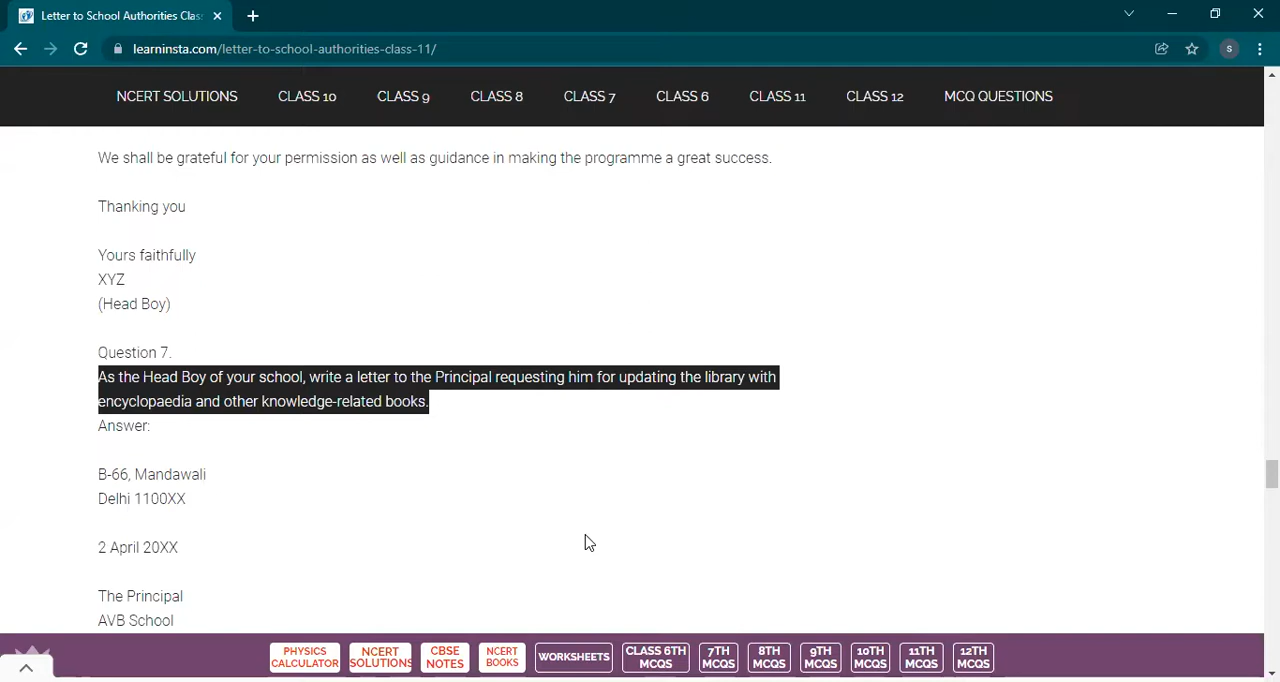 Letter to School Authorities Clas
learninsta.com/letter-to-school-authorities-class-11/
s
NCERT SOLUTIONS CLASS 10 CLASS 9 CLASS 8 CLASS 7 CLASS 6 CLASS 11 CLASS 12 MCQ QUESTIONS
We shall be grateful for your permission as well as guidance in making the programme a great success.
Thanking you
Yours faithfully
XYZ
(Head Boy)
Question 7.
As the Head Boy of your school, write a letter to the Principal requesting him for updating the library with
encyclopaedia and other knowledge-related books.
Answer:
B-66, Mandawali
Delhi 1100XX
2 April 20XX
The Principal
AVB School
PHYSICS CALCULATOR NCERT SOLUTIONS CBSE NOTES NCERT BOOKS WORKSHEETS CLASS 6TH MCQS 7TH MCQS 8TH MCQS 9TH MCQS 10TH MCQS 11TH MCQS 12TH MCQS